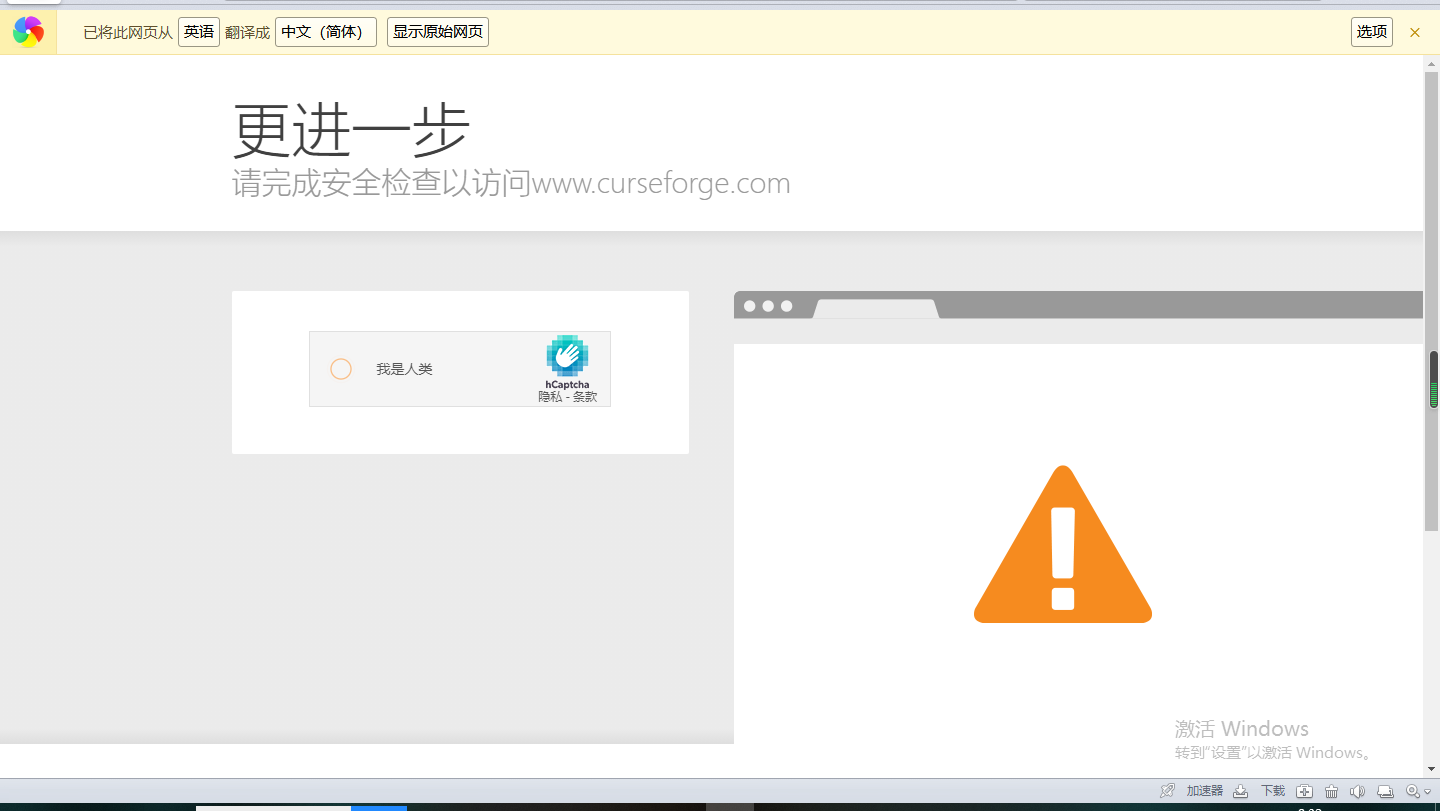 已将此网页从 英语 翻译成 中文（简体） 显示原始网页 选项
更进一步
请完成安全检查以访问www.curseforge.com
我是人类
hCaptcha
隐私 - 条款
激活 Windows
转到"设置"以激活 Windows。
加速器 下载